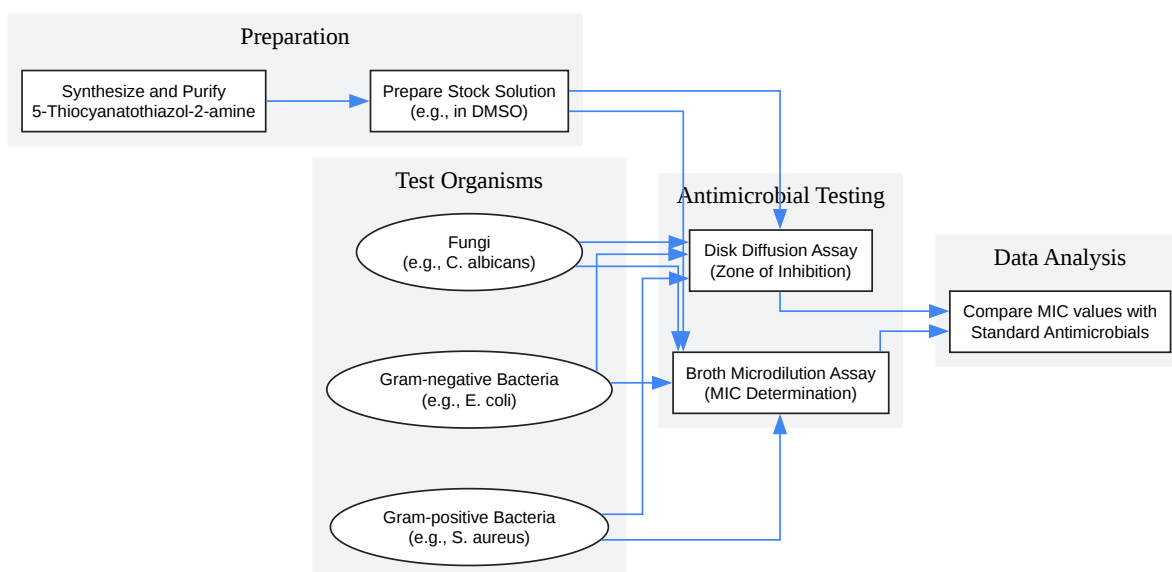 Preparation
Synthesize and Purify
5-Thiocyanatothiazol-2-amine
Prepare Stock Solution
(e.g., in DMSO)
Test Organisms
Fungi
(e.g., C. albicans)
Gram-negative Bacteria
(e.g., E. coli)
Gram-positive Bacteria
(e.g., S. aureus)
Antimicrobial Testing
Disk Diffusion Assay
(Zone of Inhibition)
Broth Microdilution Assay
(MIC Determination)
Data Analysis
Compare MIC values with
Standard Antimicrobials